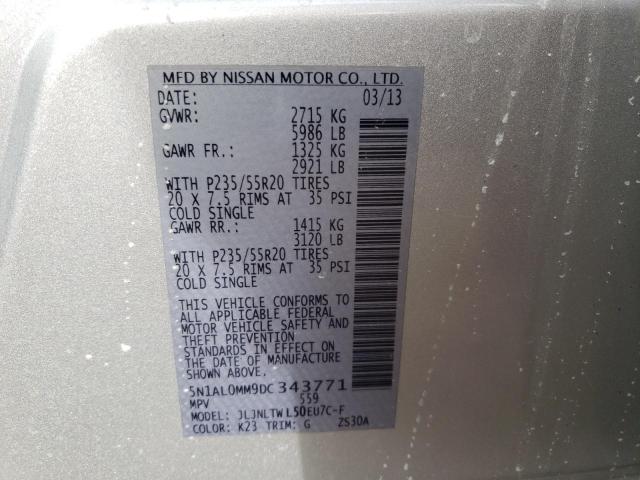 MFD BY NISSAN MOTOR CO., LTD.
DATE: 03/13
GVWR: 2715 KG
5986 LB
GAWR FR.: 1325 KG
2921 LB
WITH P235/55R20 TIRES
20 X 7.5 RIMS AT 35 PSI
COLD SINGLE
GAWR RR.: 1415 KG
3120 LB
WITH P235/55R20 TIRES
20 X 7.5 RIMS AT 35 PSI
COLD SINGLE
THIS VEHICLE CONFORMS TO
ALL APPLICABLE FEDERAL
MOTOR VEHICLE SAFETY AND
THEFT PREVENTION
STANDARDS IN EFFECT ON
THE DATE OF MANUFACTURE
SHOWN ABOVE.
5N1AL0MM9DC343771
MPV 559
MODEL: JLJNLTWL50EU7C-F
COLOR: K23 TRIM: G ZS30A